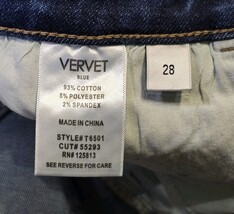 VERVET
BLUE
93% COTTON
5% POLYESTER
2% SPANDEX
MADE IN CHINA
STYLE# T6501
CUT# 55293
RN# 125813
SEE REVERSE FOR CARE
28